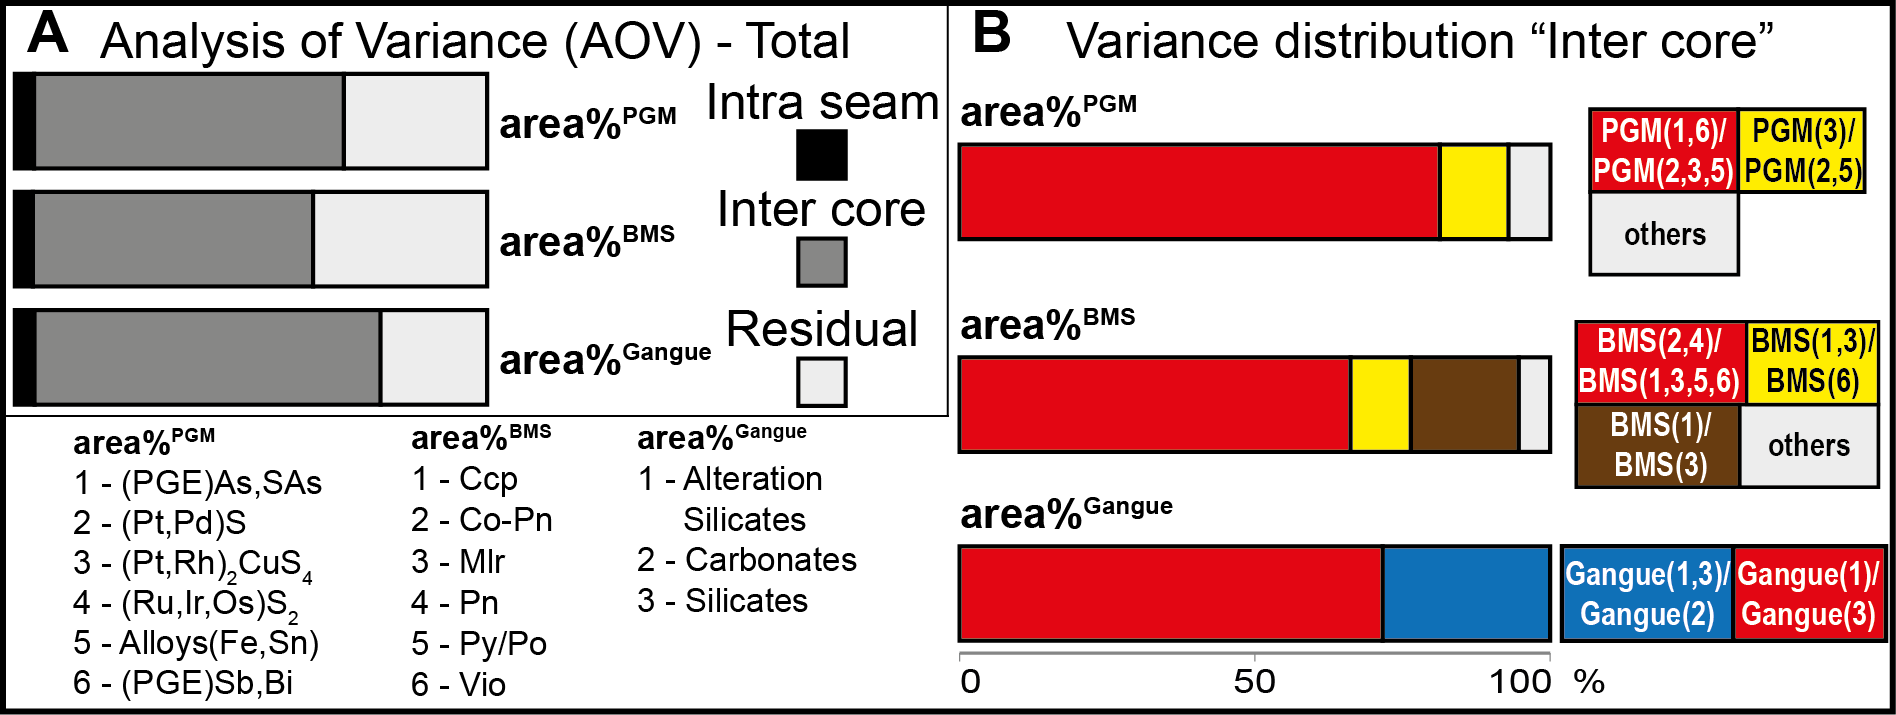 A Analysis of Variance (AOV) - Total
area%PGM
area%BMS
area%Gangue
Intra seam
Inter core
Residual
area%PGM
1 - (PGE)As,SAs
2 - (Pt,Pd)S
3 - (Pt,Rh)2CuS4
4 - (Ru,Ir,Os)S2
5 - Alloys(Fe,Sn)
6 - (PGE)Sb,Bi
area%BMS
1 - Ccp
2 - Co-Pn
3 - Mlr
4 - Pn
5 - Py/Po
6 - Vio
area%Gangue
1 - Alteration
Silicates
2 - Carbonates
3 - Silicates
B Variance distribution “Inter core”
area%PGM
PGM(1,6)/
PGM(2,3,5)
PGM(3)/
PGM(2,5)
others
area%BMS
BMS(2,4)/
BMS(1,3,5,6)
BMS(1,3)/
BMS(6)
BMS(1)/
BMS(3)
others
area%Gangue
Gangue(1,3)/
Gangue(2)
Gangue(1)/
Gangue(3)
0 50 100 %